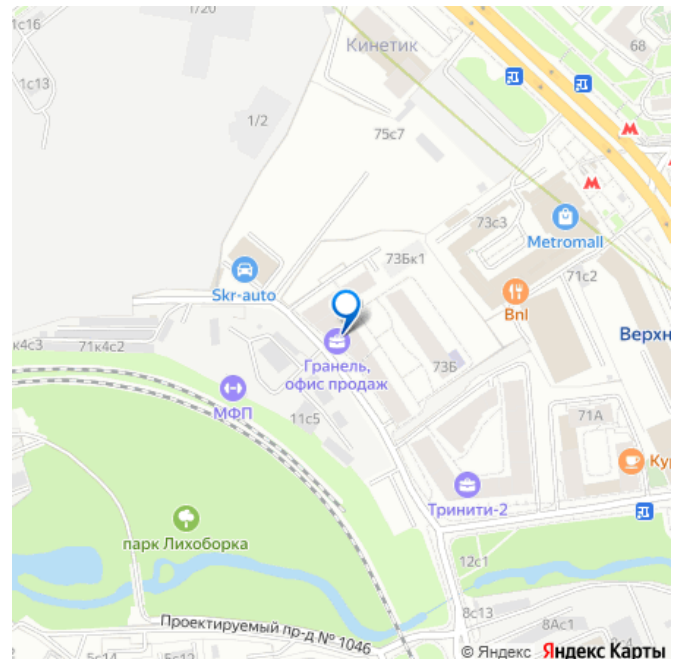 1/20
1с16
Кинетик
68
1с13
1/2
75с7
73с3
Metromall
73Бк1
71с2
Skr-auto
Bnl
Верхн
к4с3
71к4с2
Гранель,
офис продаж
73Б
МФП
11с5
71А
Ку
Тринити-2
парк Лихоборка
12с1
8с13
Проектируемый пр-д № 1046
8Ас1
5с14
5с12
8с4
© Яндекс Яндекс Карты